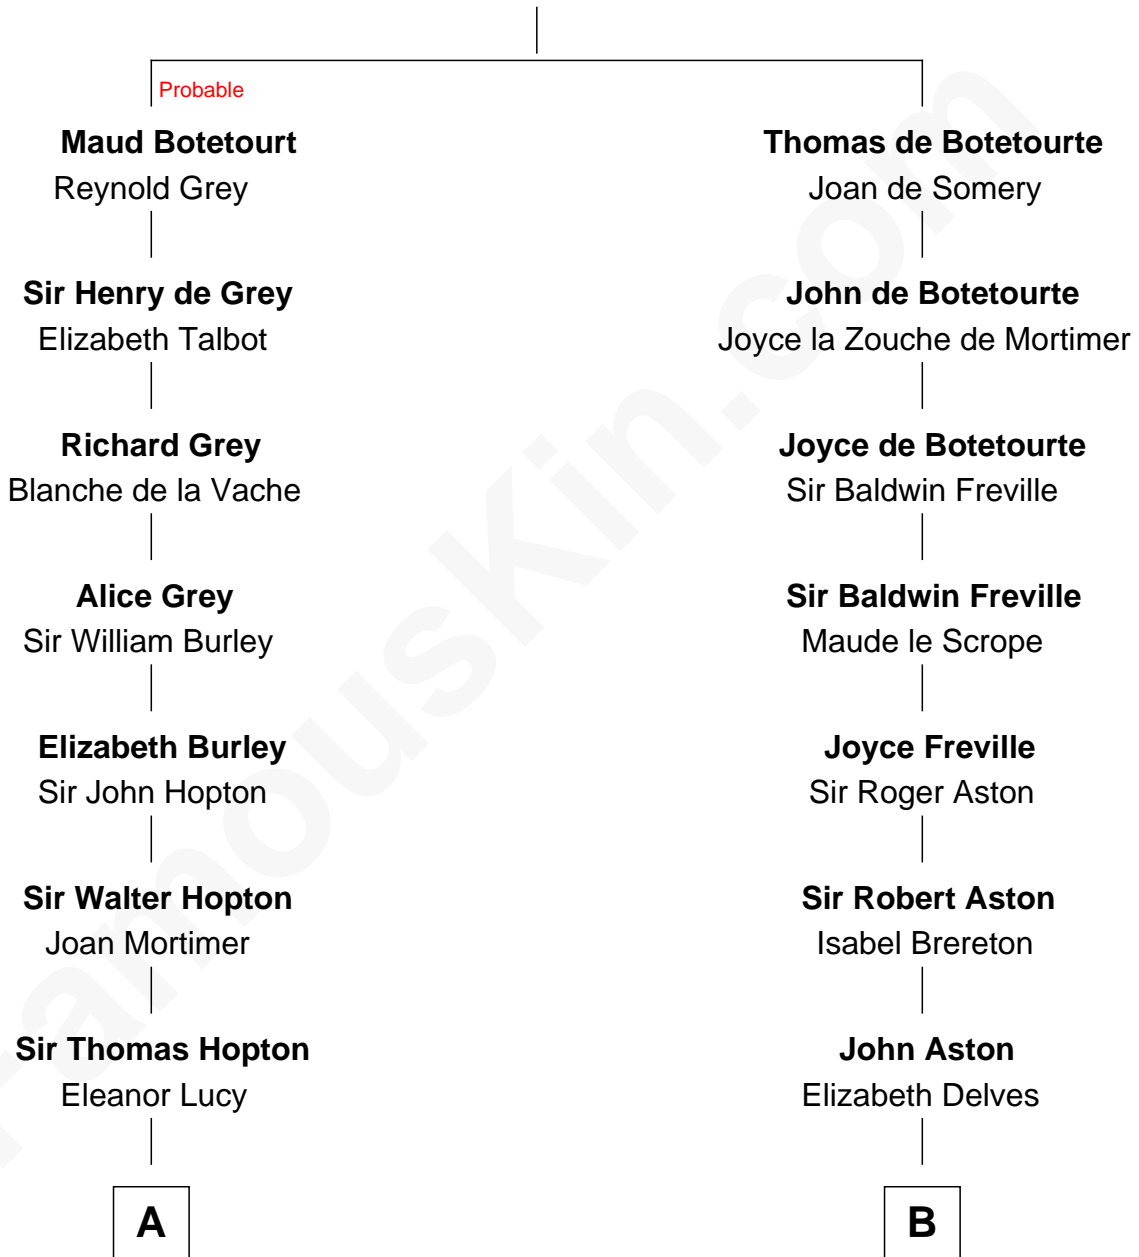 Probable
Maud Botetourt
Reynold Grey
Thomas de Botetourte
Joan de Somery
Sir Henry de Grey
Elizabeth Talbot
John de Botetourte
Joyce la Zouche de Mortimer
Richard Grey
Blanche de la Vache
Joyce de Botetourte
Sir Baldwin Freville
Alice Grey
Sir William Burley
Sir Baldwin Freville
Maude le Scrope
Elizabeth Burley
Sir John Hopton
Joyce Freville
Sir Roger Aston
Sir Walter Hopton
Joan Mortimer
Sir Robert Aston
Isabel Brereton
Sir Thomas Hopton
Eleanor Lucy
John Aston
Elizabeth Delves
A
B
FamousKin.com